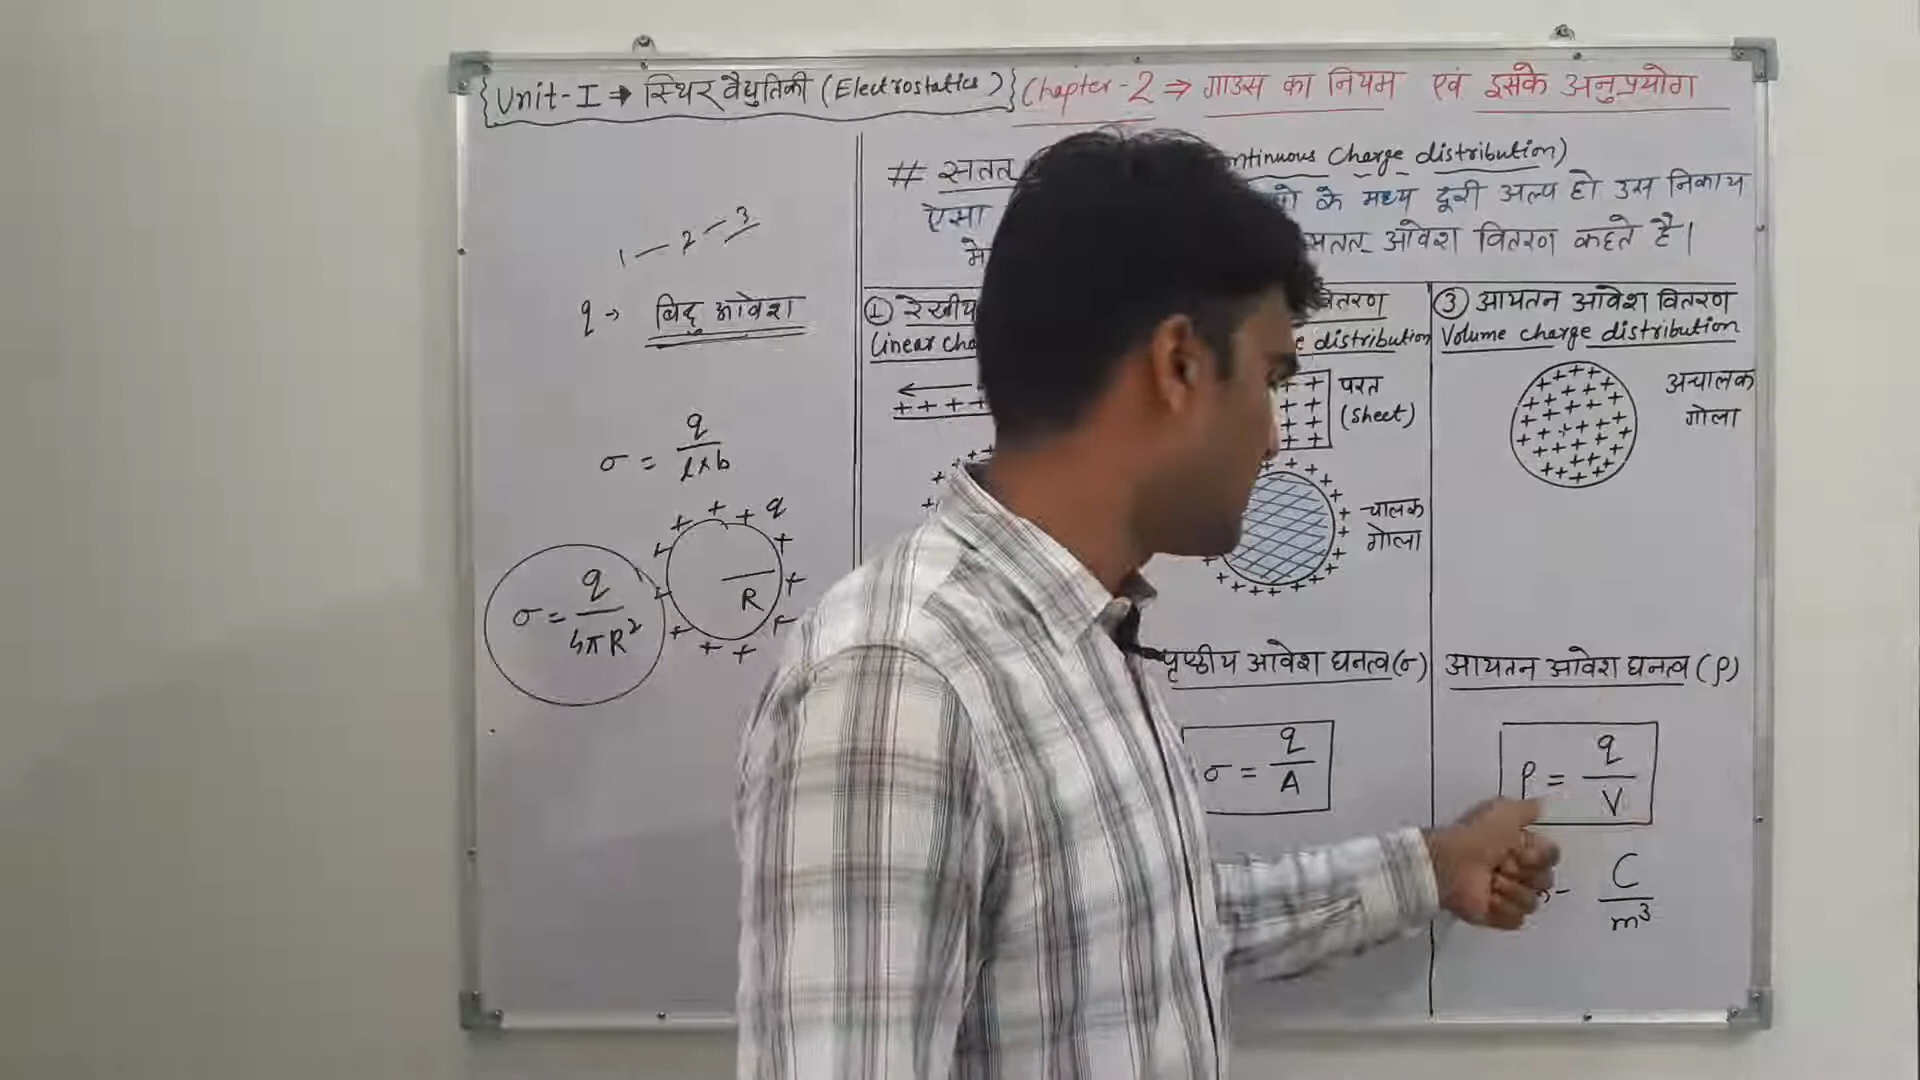 {Unit-I → स्थिर वैद्युतिकी (Electrostatics)} Chapter-2 ⇒ गाउस का नियम एवं इसके अनुप्रयोग
# सतत ontinuous Charge distribution)
ऐसा के मध्य दूरी अल्प हो उस निकाय
मे सतत आवेश वितरण कहते है।
1 — 2 — 3
q → बिंदु आवेश
σ = q / l×b
+ + + q
R
σ = q / 4πR²
① रेखीय
Linear cha
← 
+ + + +
वितरण
e distribution
परत
(Sheet)
चालक
गोला
पृष्ठीय आवेश घनत्व (σ)
σ = q / A
③ आयतन आवेश वितरण
Volume charge distribution
अचालक
गोला
आयतन आवेश घनत्व (ρ)
ρ = q / V
C / m³